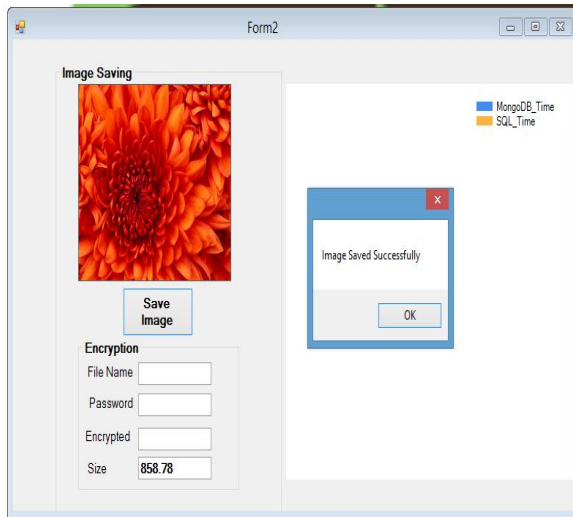 Form2
Image Saving
Save
Image
Encryption
File Name
Password
Encrypted
Size 858.78
MongoDB_Time
SQL_Time
x
Image Saved Successfully
OK